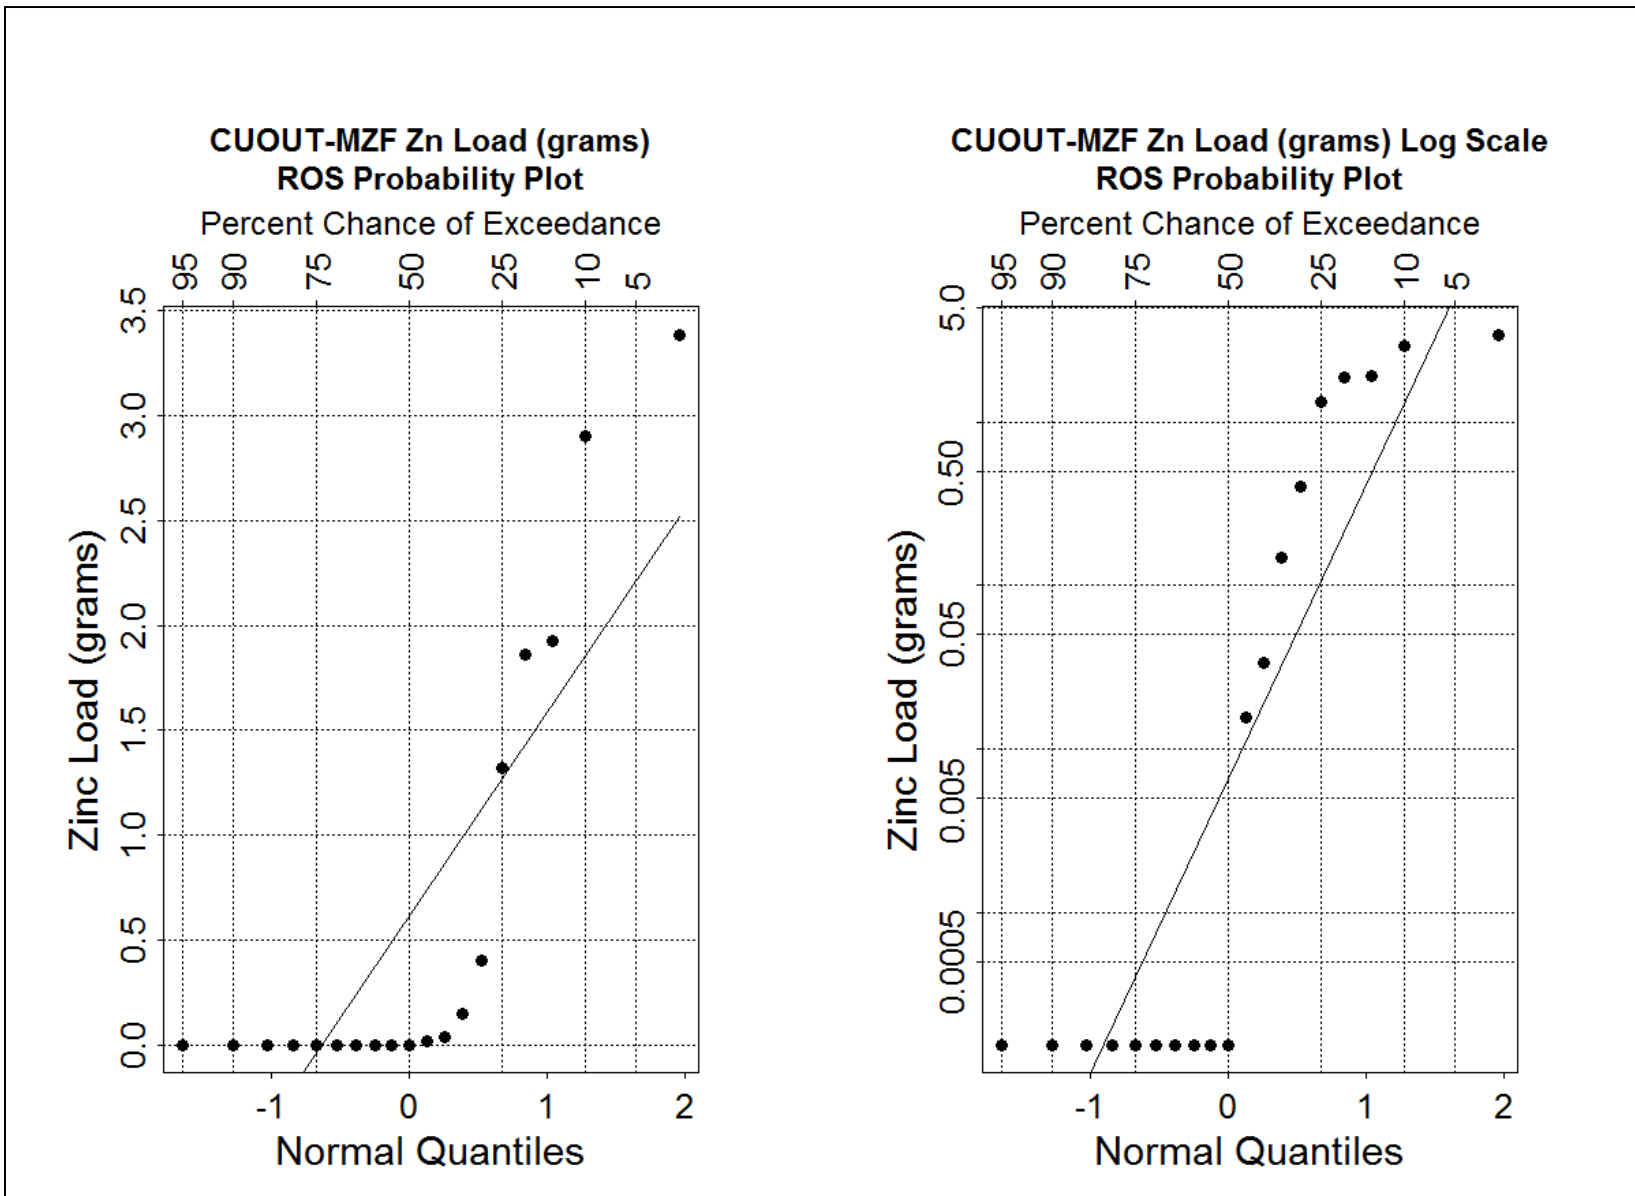 CUOUT-MZF Zn Load (grams)
ROS Probability Plot
Percent Chance of Exceedance
95 90 75 50 25 10 5
3.5
3.0
2.5
2.0
1.5
1.0
0.5
0.0
Zinc Load (grams)
-1 0 1 2
Normal Quantiles
CUOUT-MZF Zn Load (grams) Log Scale
ROS Probability Plot
Percent Chance of Exceedance
95 90 75 50 25 10 5
5.0
0.50
0.05
0.005
0.0005
Zinc Load (grams)
-1 0 1 2
Normal Quantiles